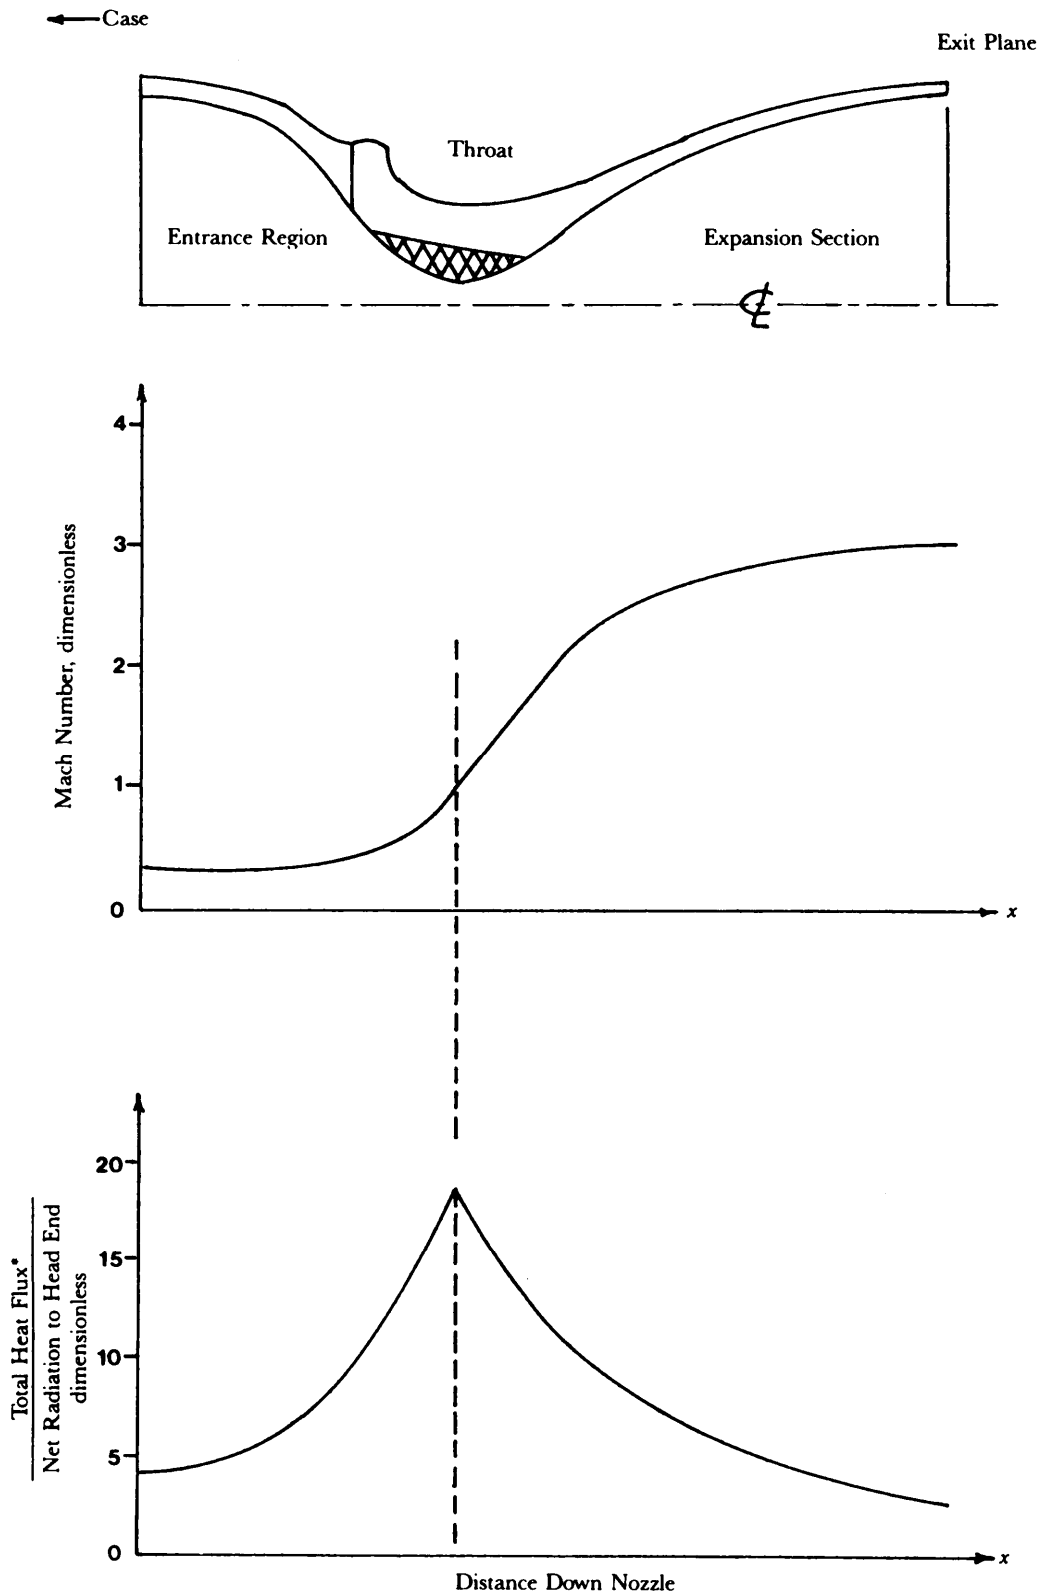 Case
Exit Plane
Throat
Entrance Region
Expansion Section
℄
4
3
2
1
0
Mach Number, dimensionless
x
20
15
10
5
0
Total Heat Flux*
Net Radiation to Head End
dimensionless
x
Distance Down Nozzle